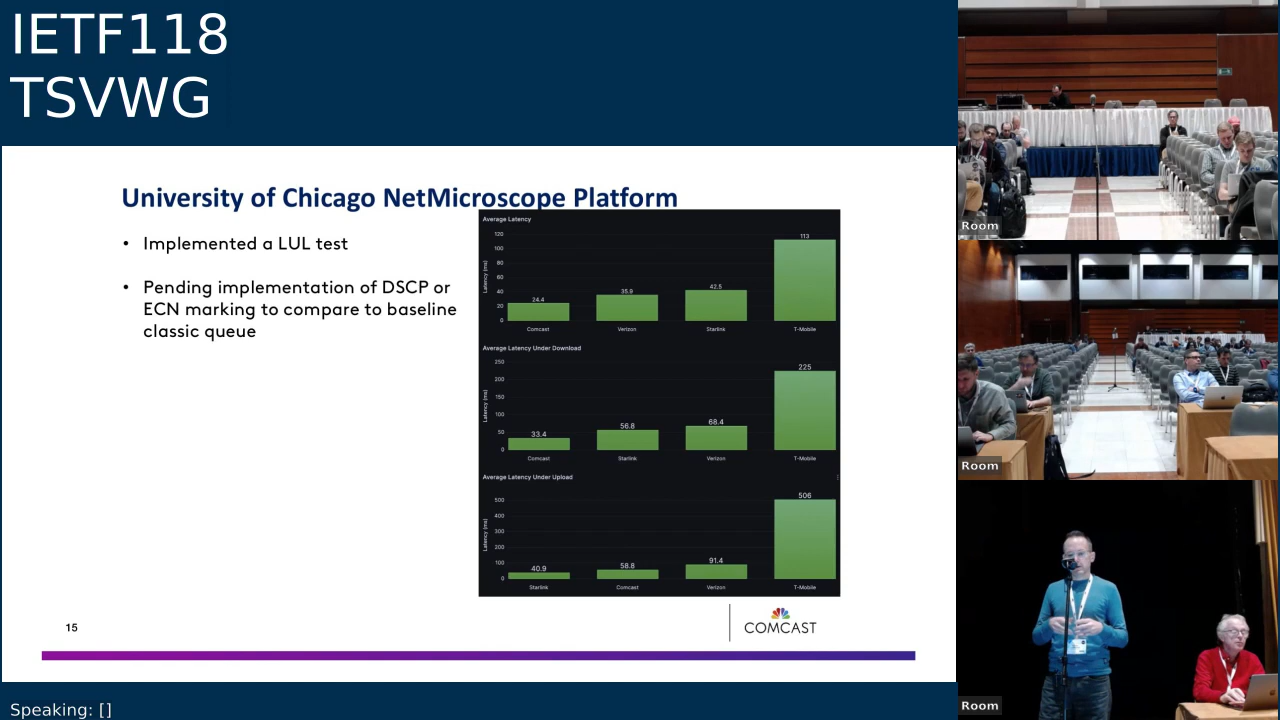 IETF118
TSVWG
University of Chicago NetMicroscope Platform
• Implemented a LUL test
• Pending implementation of DSCP or
ECN marking to compare to baseline
classic queue
Average Latency
Latency (ms)
120
100
80
60
40
20
0
24.4
35.9
42.5
113
Comcast
Verizon
Starlink
T-Mobile
Average Latency Under Download
Latency (ms)
250
200
150
100
50
0
33.4
56.8
68.4
225
Comcast
Starlink
Verizon
T-Mobile
Average Latency Under Upload
Latency (ms)
500
400
300
200
100
0
40.9
58.8
91.4
506
Starlink
Comcast
Verizon
T-Mobile
15
COMCAST
Speaking: []
Room
Room
Room